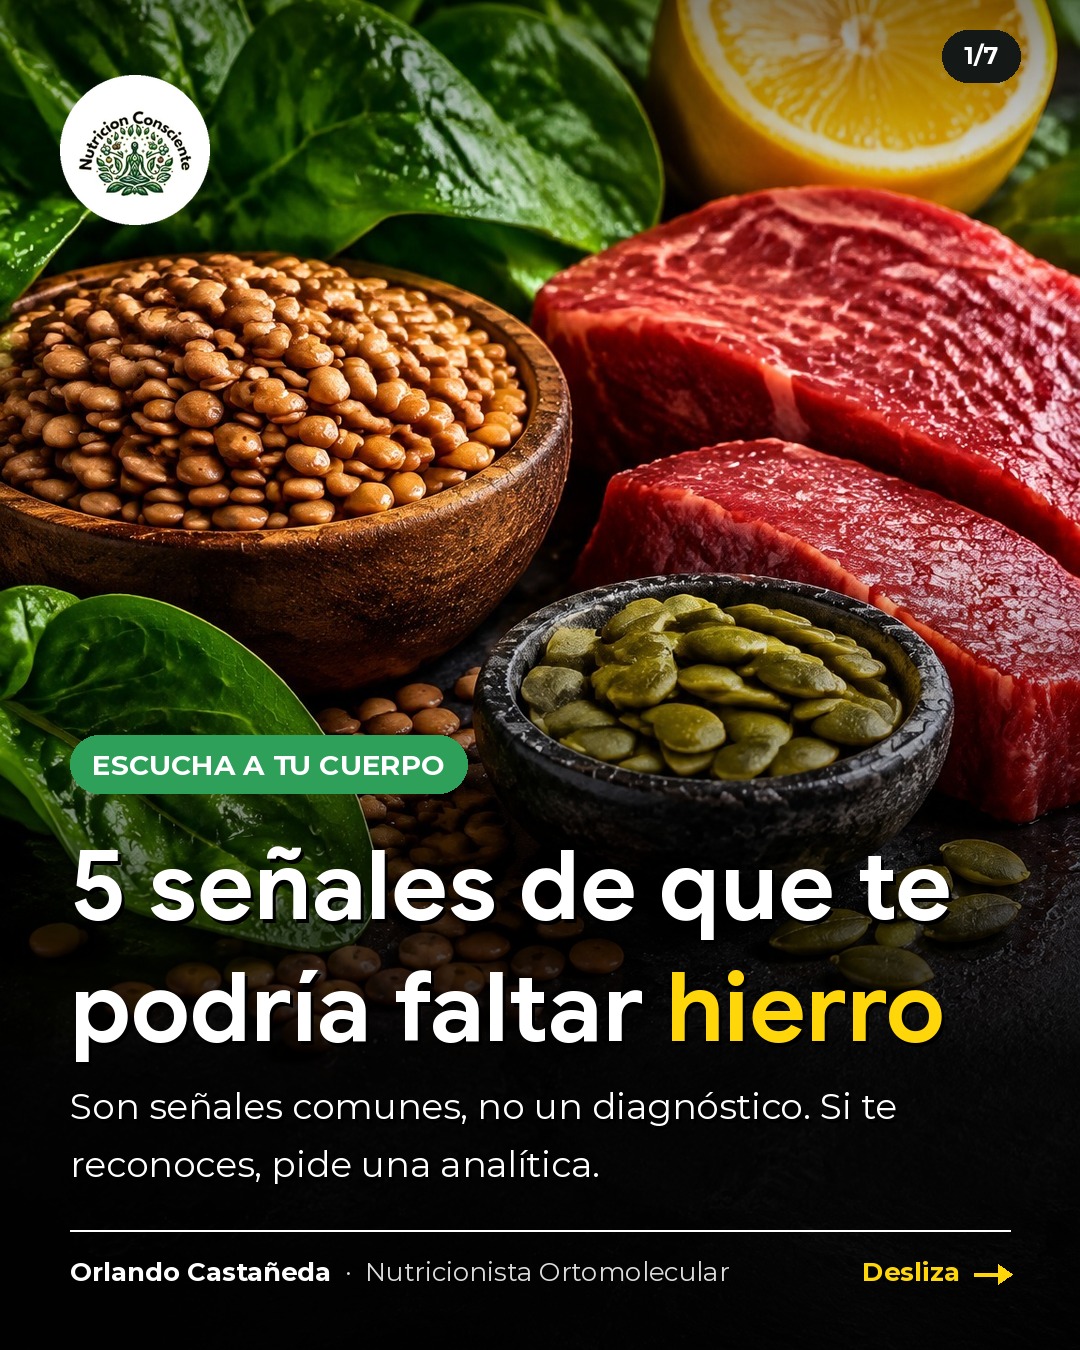 1/7
Nutricion Consciente
ESCUCHA A TU CUERPO
5 señales de que te
podría faltar hierro
Son señales comunes, no un diagnóstico. Si te
reconoces, pide una analítica.
Orlando Castañeda · Nutricionista Ortomolecular
Desliza →